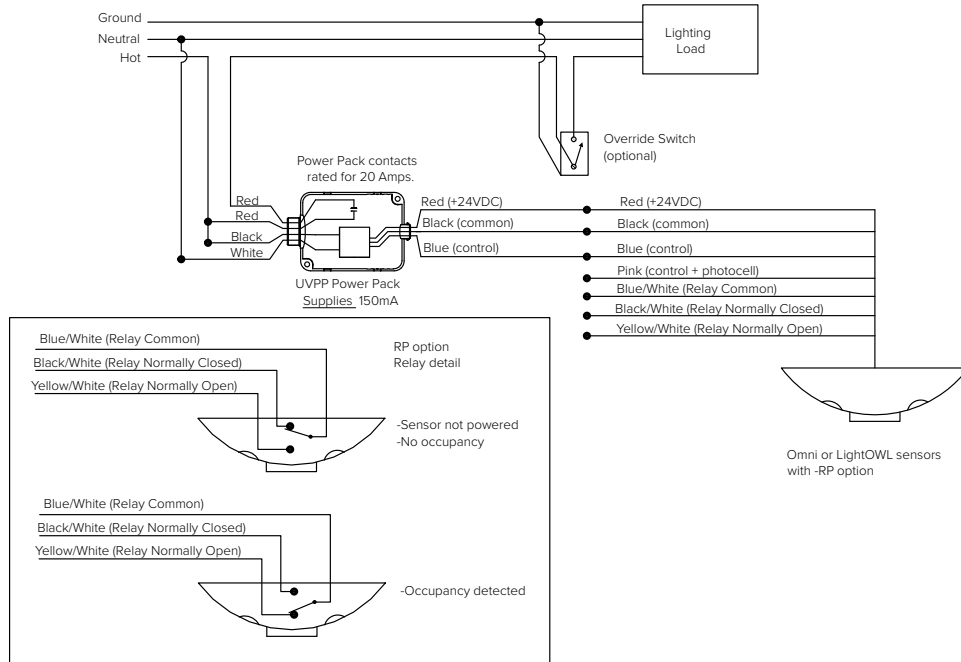 Ground
Neutral
Hot
Lighting
Load
Override Switch
(optional)
Power Pack contacts
rated for 20 Amps.
Red
Red
Black
White
Red (+24VDC)
Black (common)
Blue (control)
UVPP Power Pack
Supplies 150mA
Red (+24VDC)
Black (common)
Blue (control)
Pink (control + photocell)
Blue/White (Relay Common)
Black/White (Relay Normally Closed)
Yellow/White (Relay Normally Open)
Omni or LightOWL sensors
with -RP option
Blue/White (Relay Common)
Black/White (Relay Normally Closed)
Yellow/White (Relay Normally Open)
RP option
Relay detail
-Sensor not powered
-No occupancy
Blue/White (Relay Common)
Black/White (Relay Normally Closed)
Yellow/White (Relay Normally Open)
-Occupancy detected